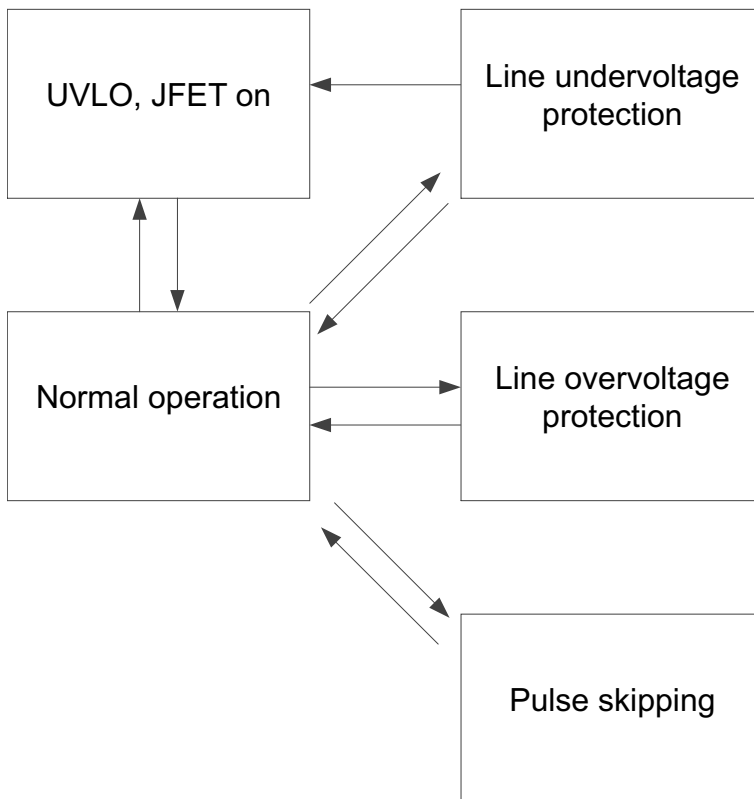 UVLO, JFET on
Line undervoltage
protection
Normal operation
Line overvoltage
protection
Pulse skipping